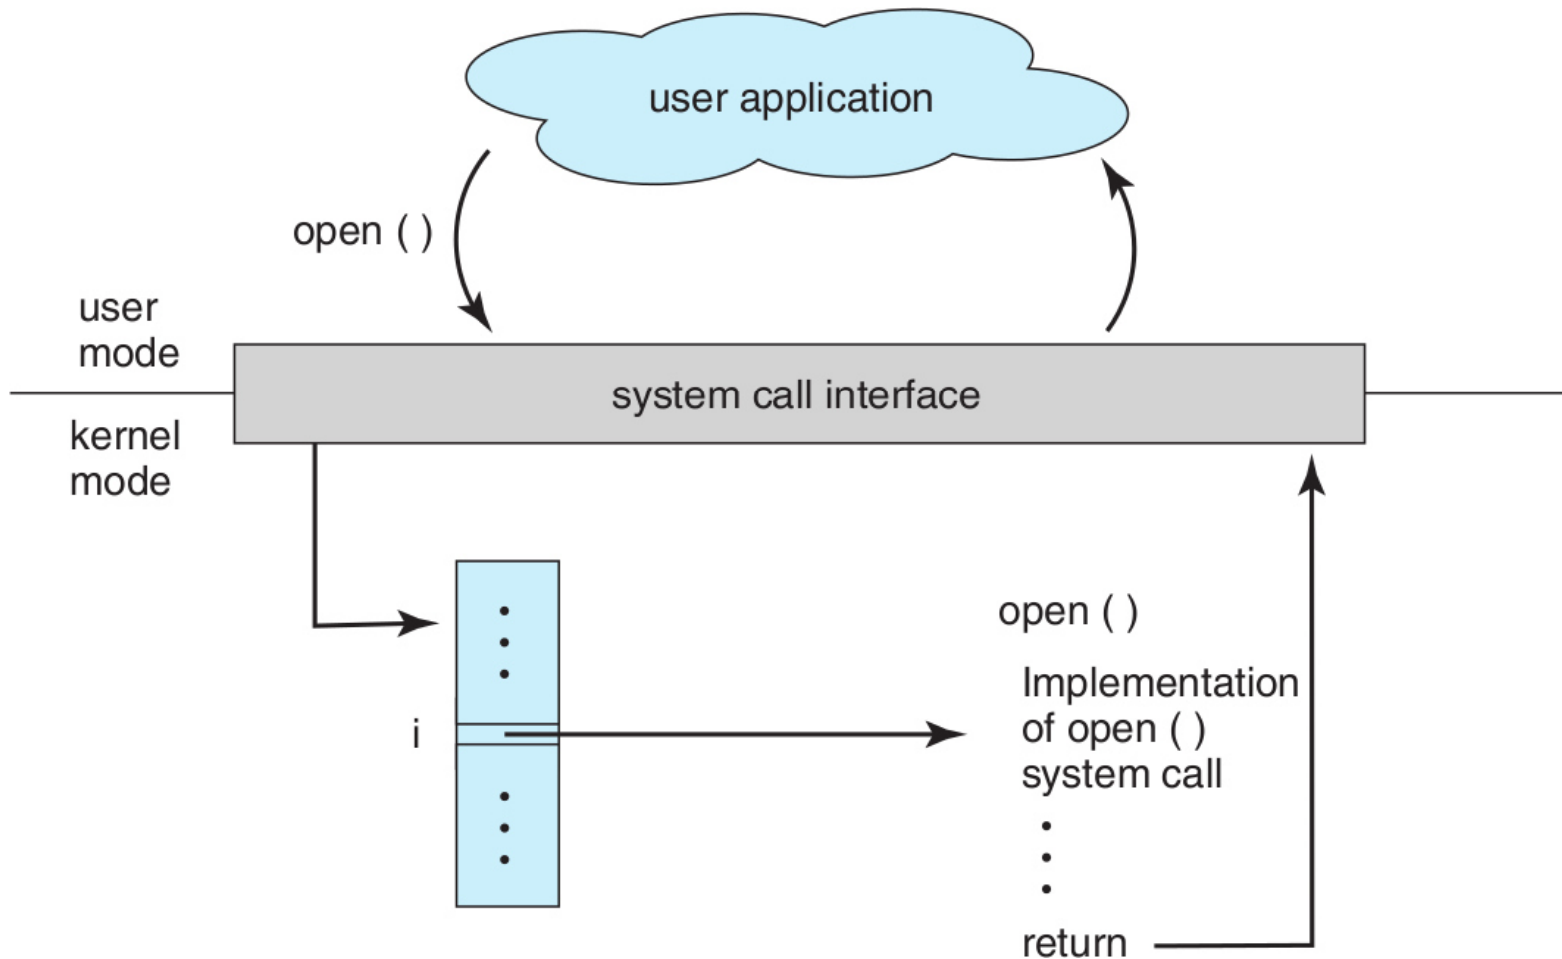 user application
open ( )
user
mode
system call interface
kernel
mode
open ( )
Implementation
of open ( )
system call
i
return